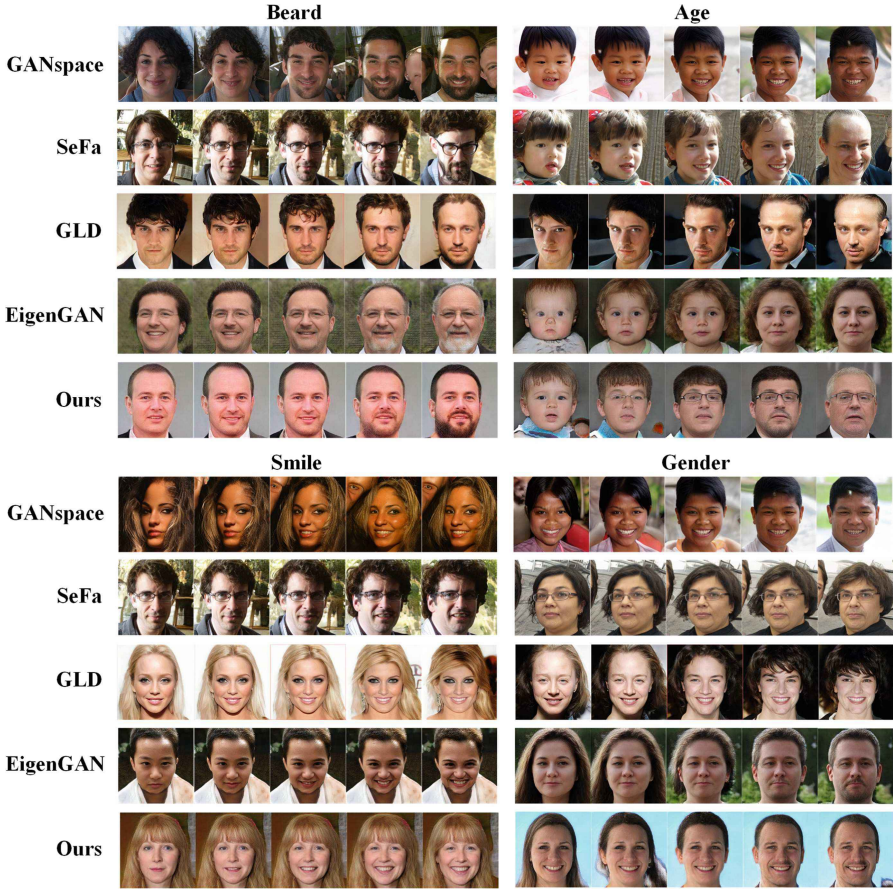 Beard
Age
GANspace
SeFa
GLD
EigenGAN
Ours
Smile
Gender
GANspace
SeFa
GLD
EigenGAN
Ours